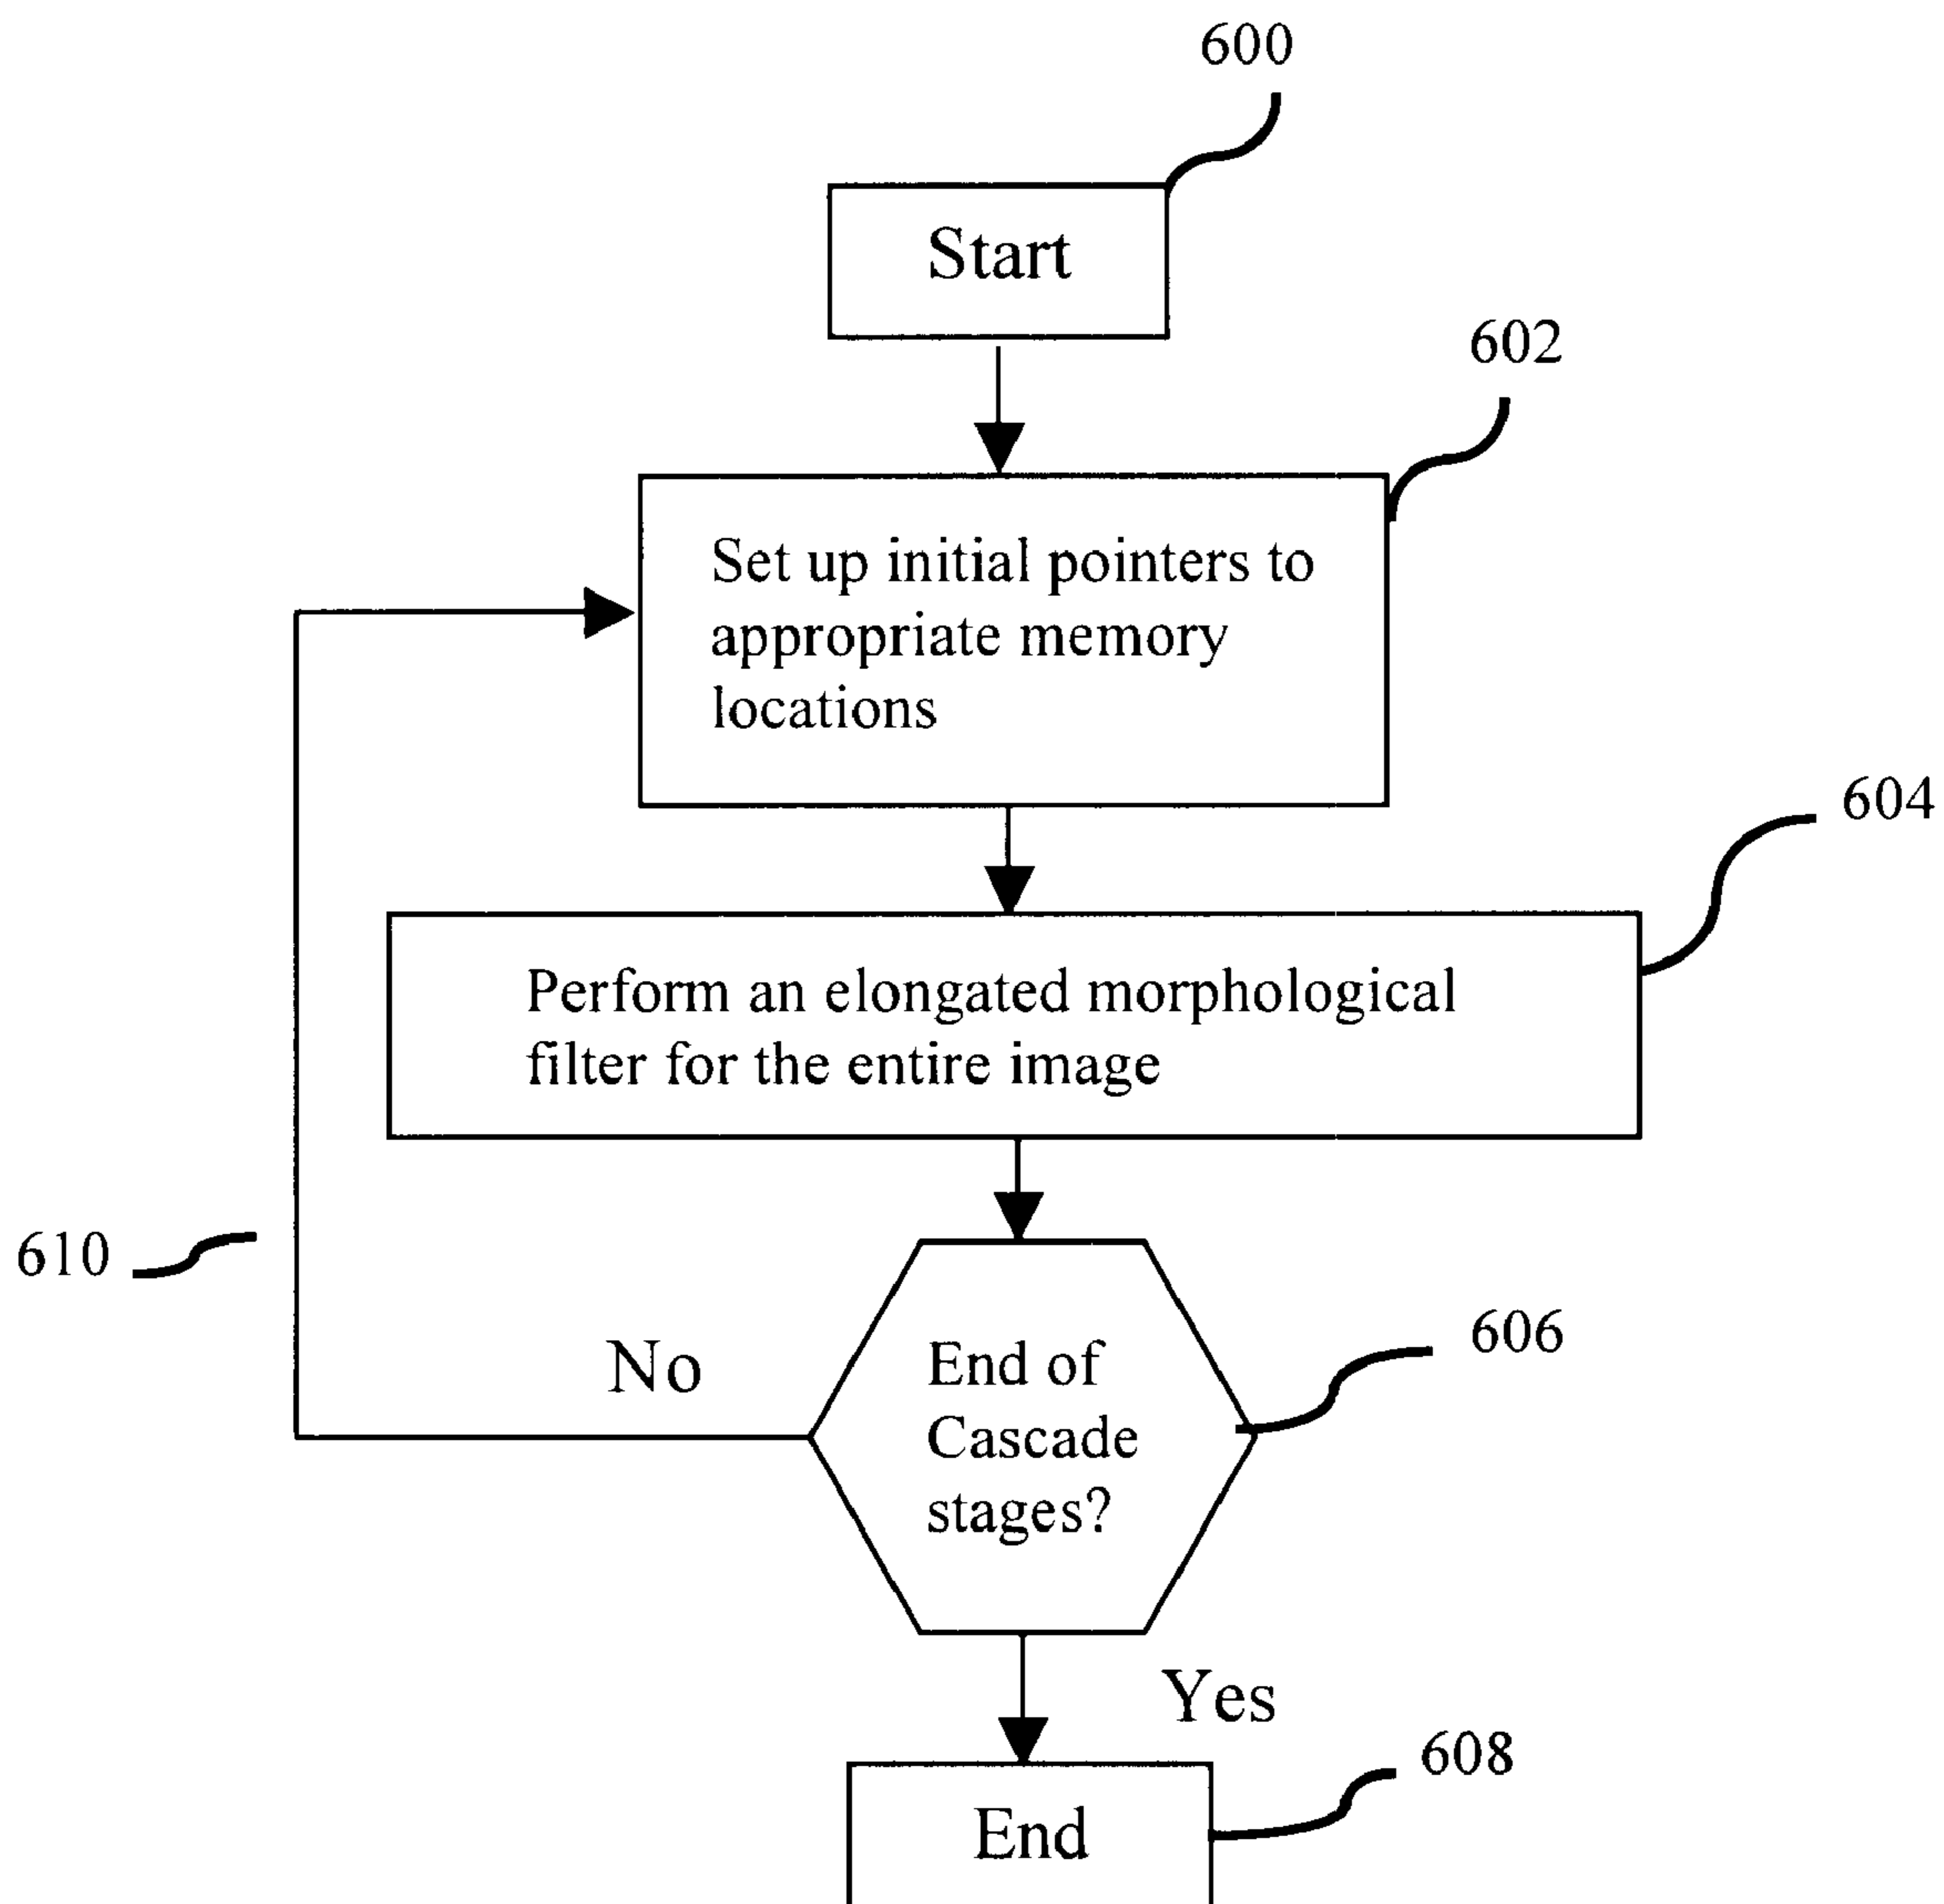 600
Start
602
Set up initial pointers to
appropriate memory
locations
604
Perform an elongated morphological
filter for the entire image
610
No
End of
Cascade
stages?
606
Yes
608
End